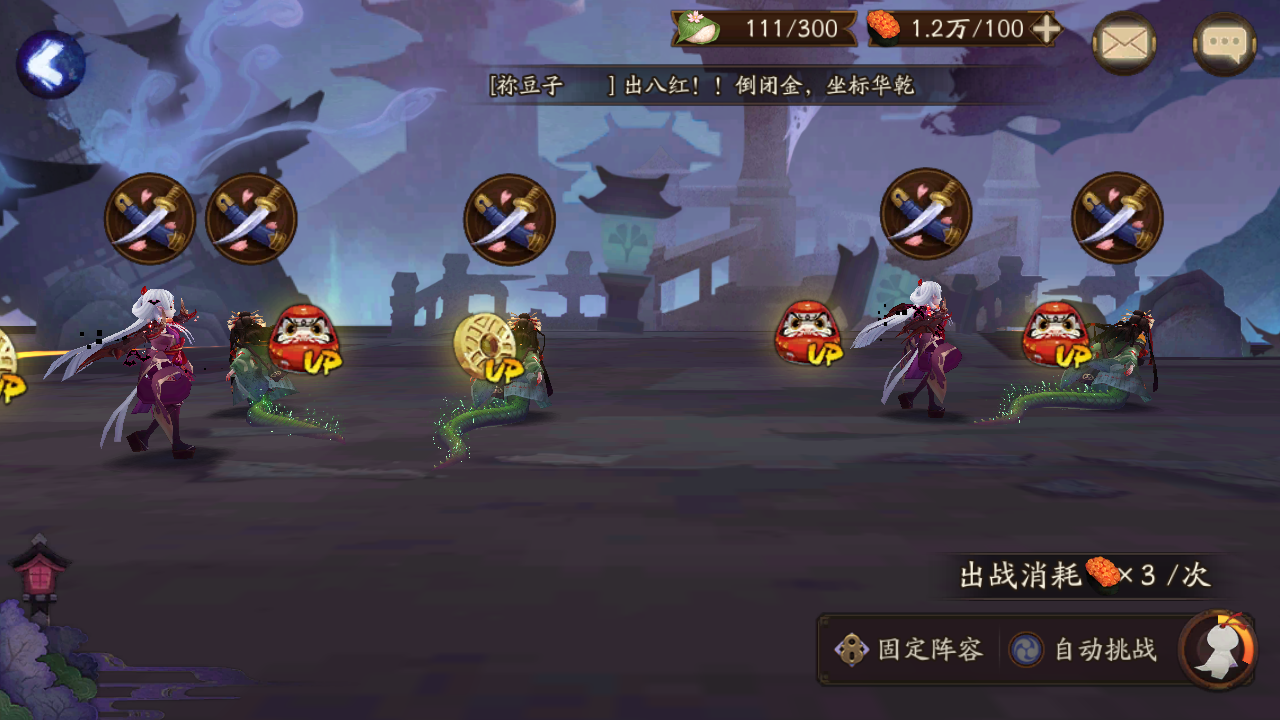 111/300
1.2万/100
[祢豆子 ] 出八红！！倒闭金，坐标华乾
UP
UP
UP
UP
UP
出战消耗 × 3 /次
固定阵容
自动挑战